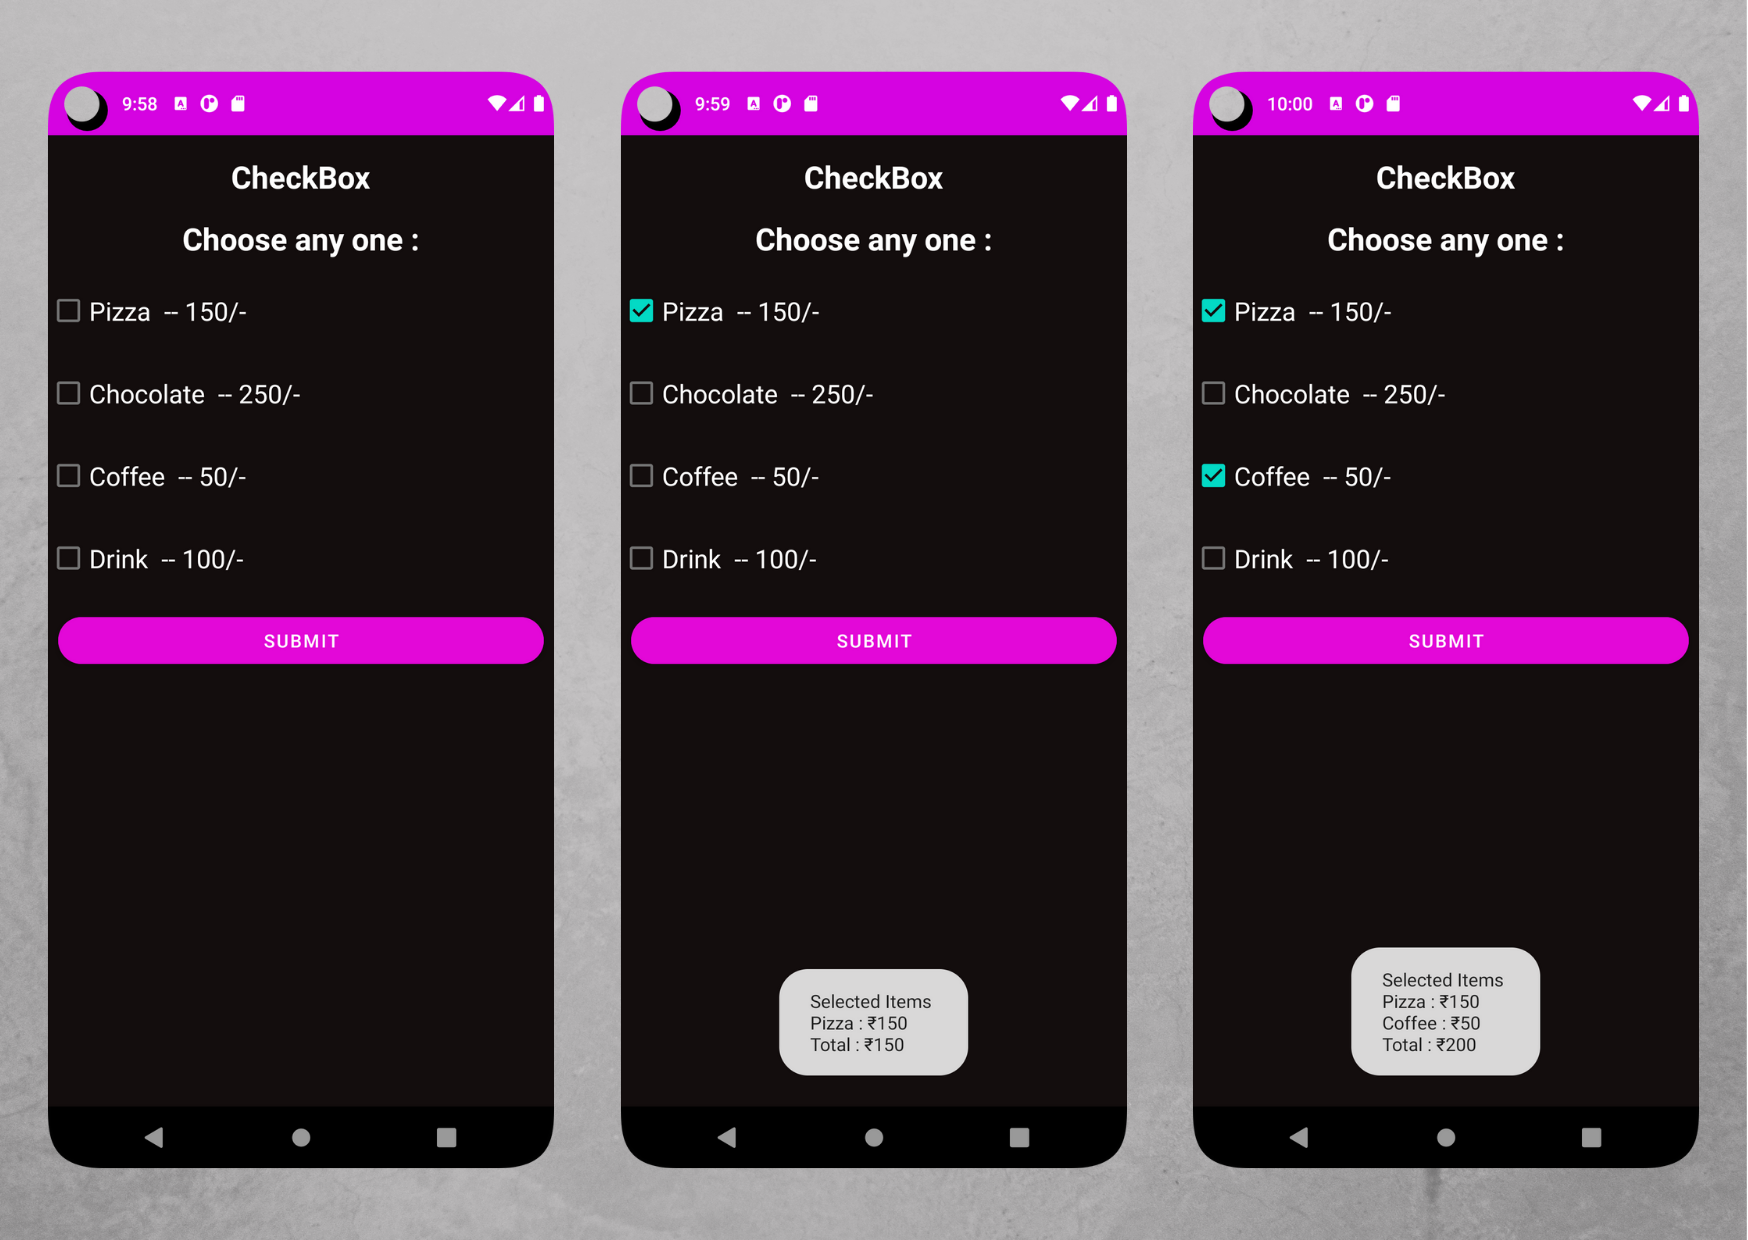 9:58
CheckBox
Choose any one :
Pizza -- 150/-
Chocolate -- 250/-
Coffee -- 50/-
Drink -- 100/-
SUBMIT
9:59
CheckBox
Choose any one :
Pizza -- 150/-
Chocolate -- 250/-
Coffee -- 50/-
Drink -- 100/-
SUBMIT
Selected Items
Pizza : ₹150
Total : ₹150
10:00
CheckBox
Choose any one :
Pizza -- 150/-
Chocolate -- 250/-
Coffee -- 50/-
Drink -- 100/-
SUBMIT
Selected Items
Pizza : ₹150
Coffee : ₹50
Total : ₹200